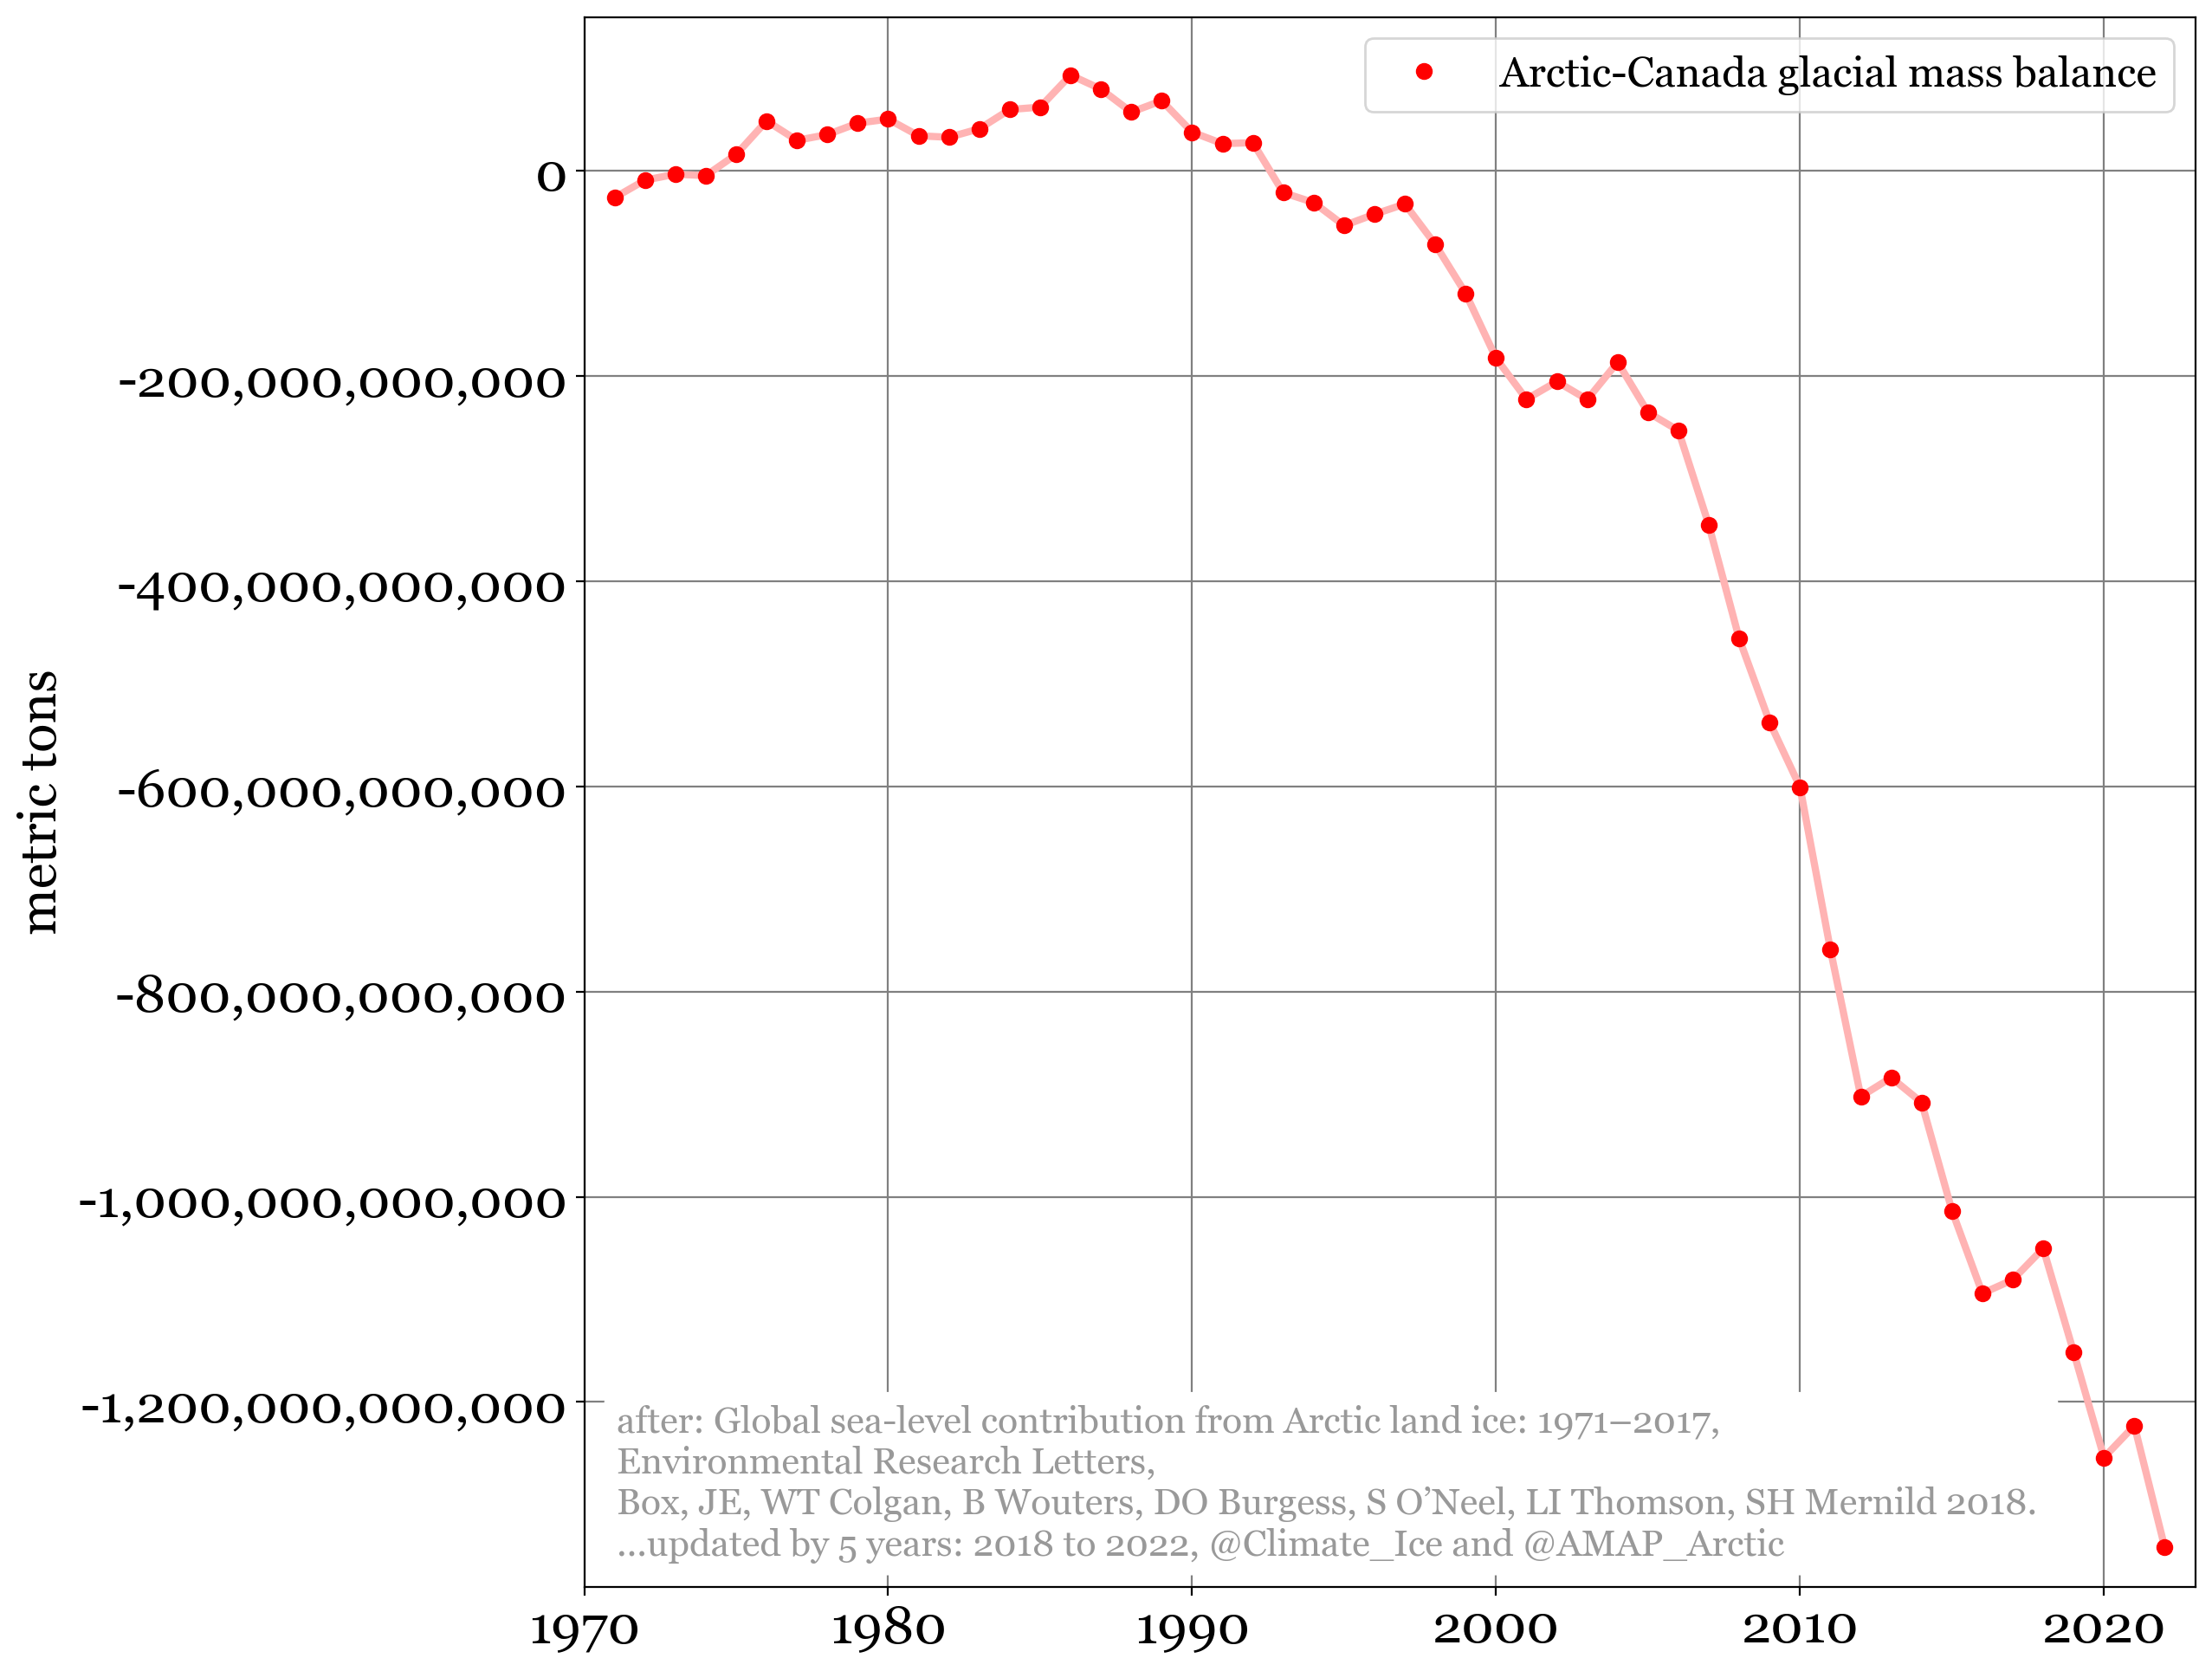 Arctic-Canada glacial mass balance
metric tons
0
-200,000,000,000
-400,000,000,000
-600,000,000,000
-800,000,000,000
-1,000,000,000,000
-1,200,000,000,000
after: Global sea-level contribution from Arctic land ice: 1971–2017,
Environmental Research Letters,
Box, JE, WT Colgan, B Wouters, DO Burgess, S O’Neel, LI Thomson, SH Mernild 2018.
...updated by 5 years: 2018 to 2022, @Climate_Ice and @AMAP_Arctic
1970 1980 1990 2000 2010 2020